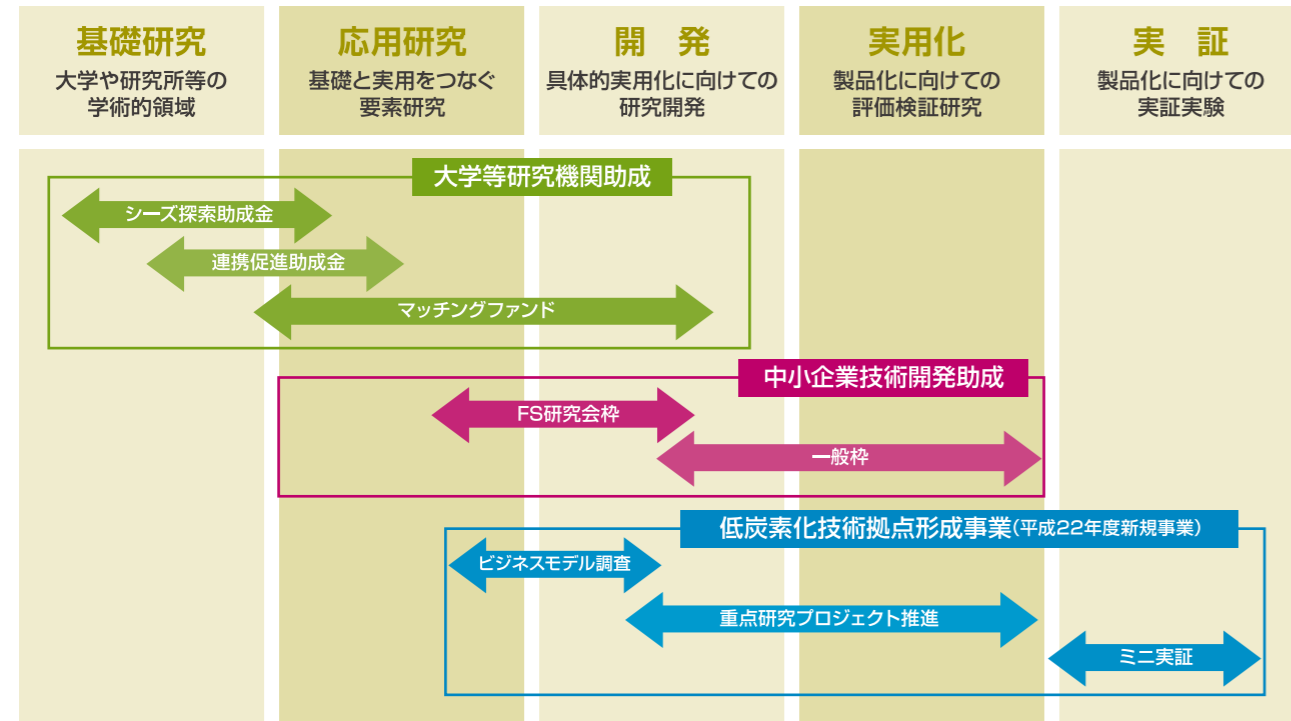 基礎研究
大学や研究所等の
学術的領域
応用研究
基礎と実用をつなぐ
要素研究
開　発
具体的実用化に向けての
研究開発
実用化
製品化に向けての
評価検証研究
実　証
製品化に向けての
実証実験
大学等研究機関助成
シーズ探索助成金
連携促進助成金
マッチングファンド
中小企業技術開発助成
FS研究会枠
一般枠
低炭素化技術拠点形成事業(平成22年度新規事業)
ビジネスモデル調査
重点研究プロジェクト推進
ミニ実証